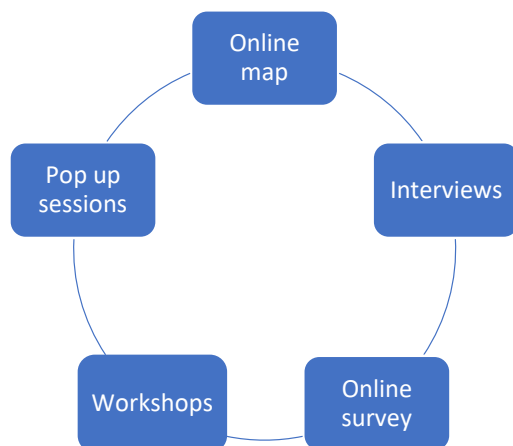 Online
map
Interviews
Online
survey
Workshops
Pop up
sessions